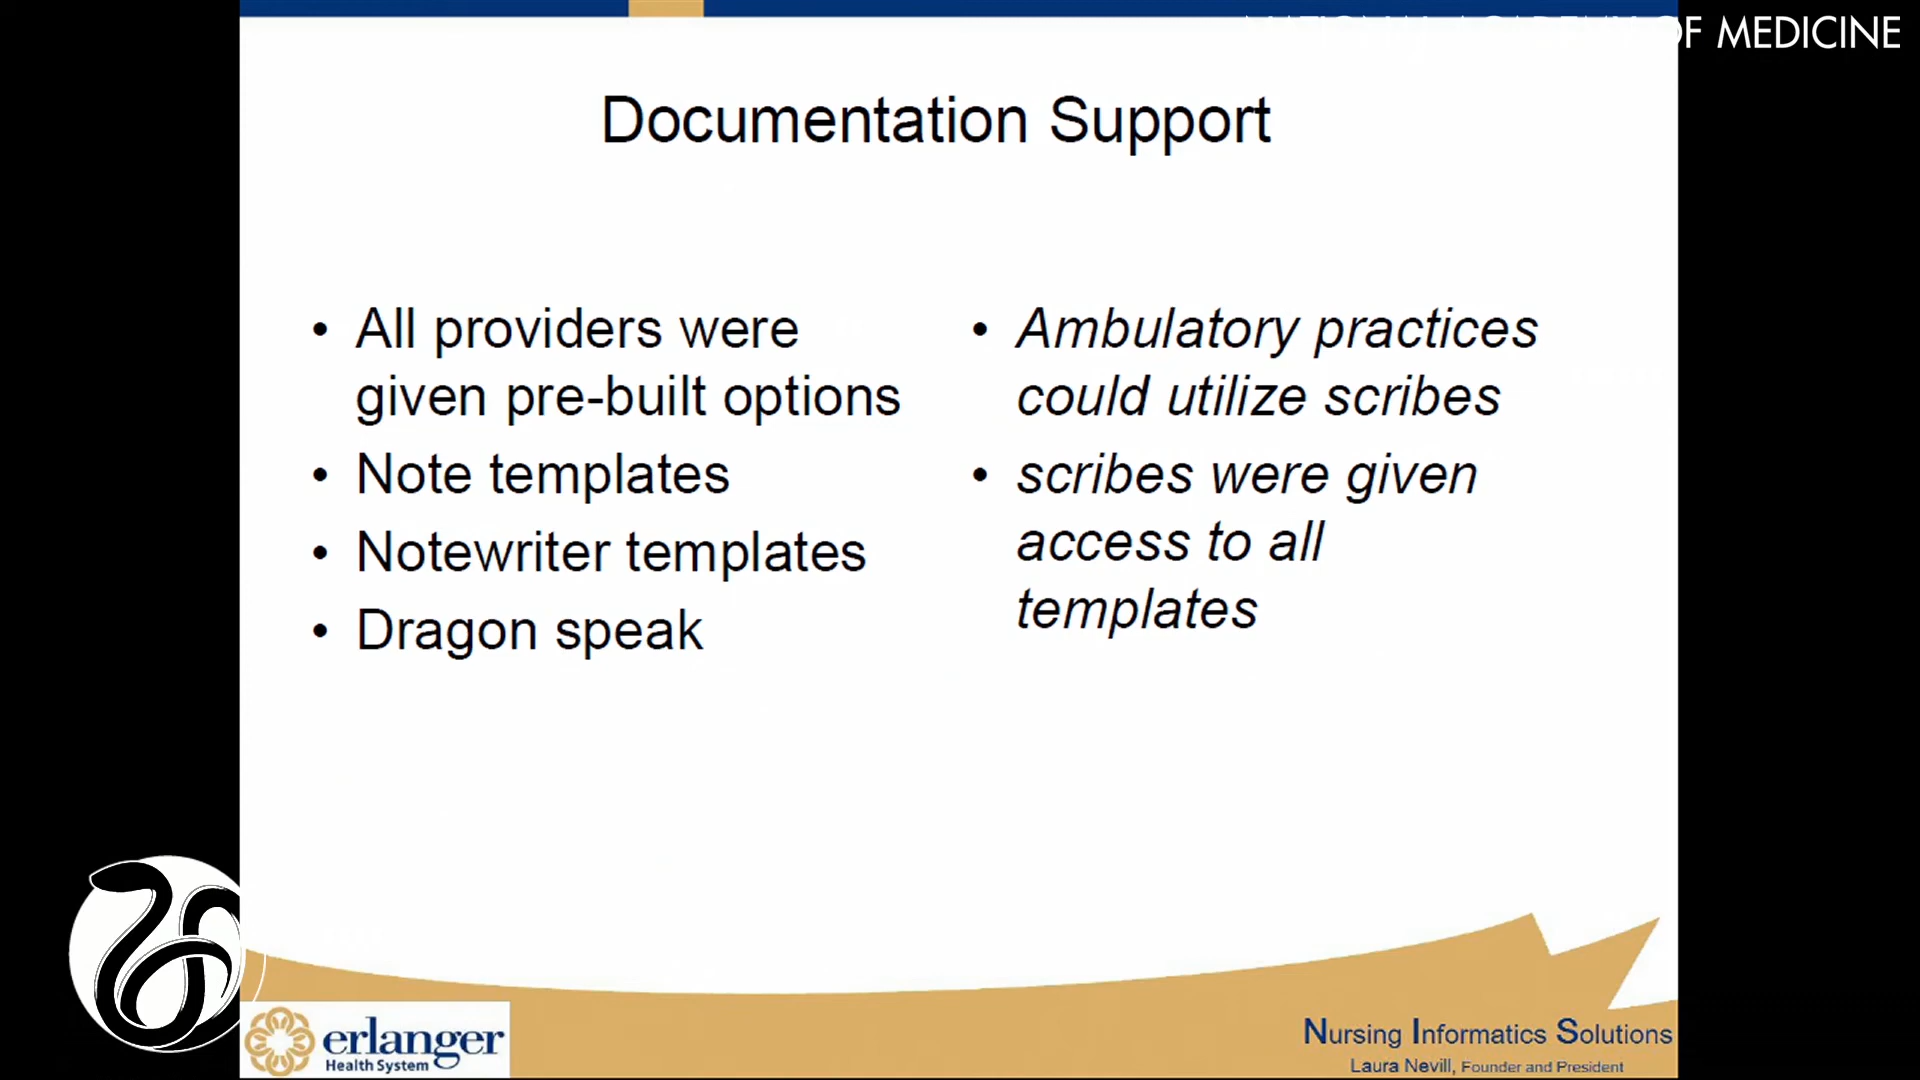 OF MEDICINE
Documentation Support
• All providers were
given pre-built options
• Note templates
• Notewriter templates
• Dragon speak
• Ambulatory practices
could utilize scribes
• scribes were given
access to all
templates
erlanger
Health System
Nursing Informatics Solutions
Laura Nevill, Founder and President